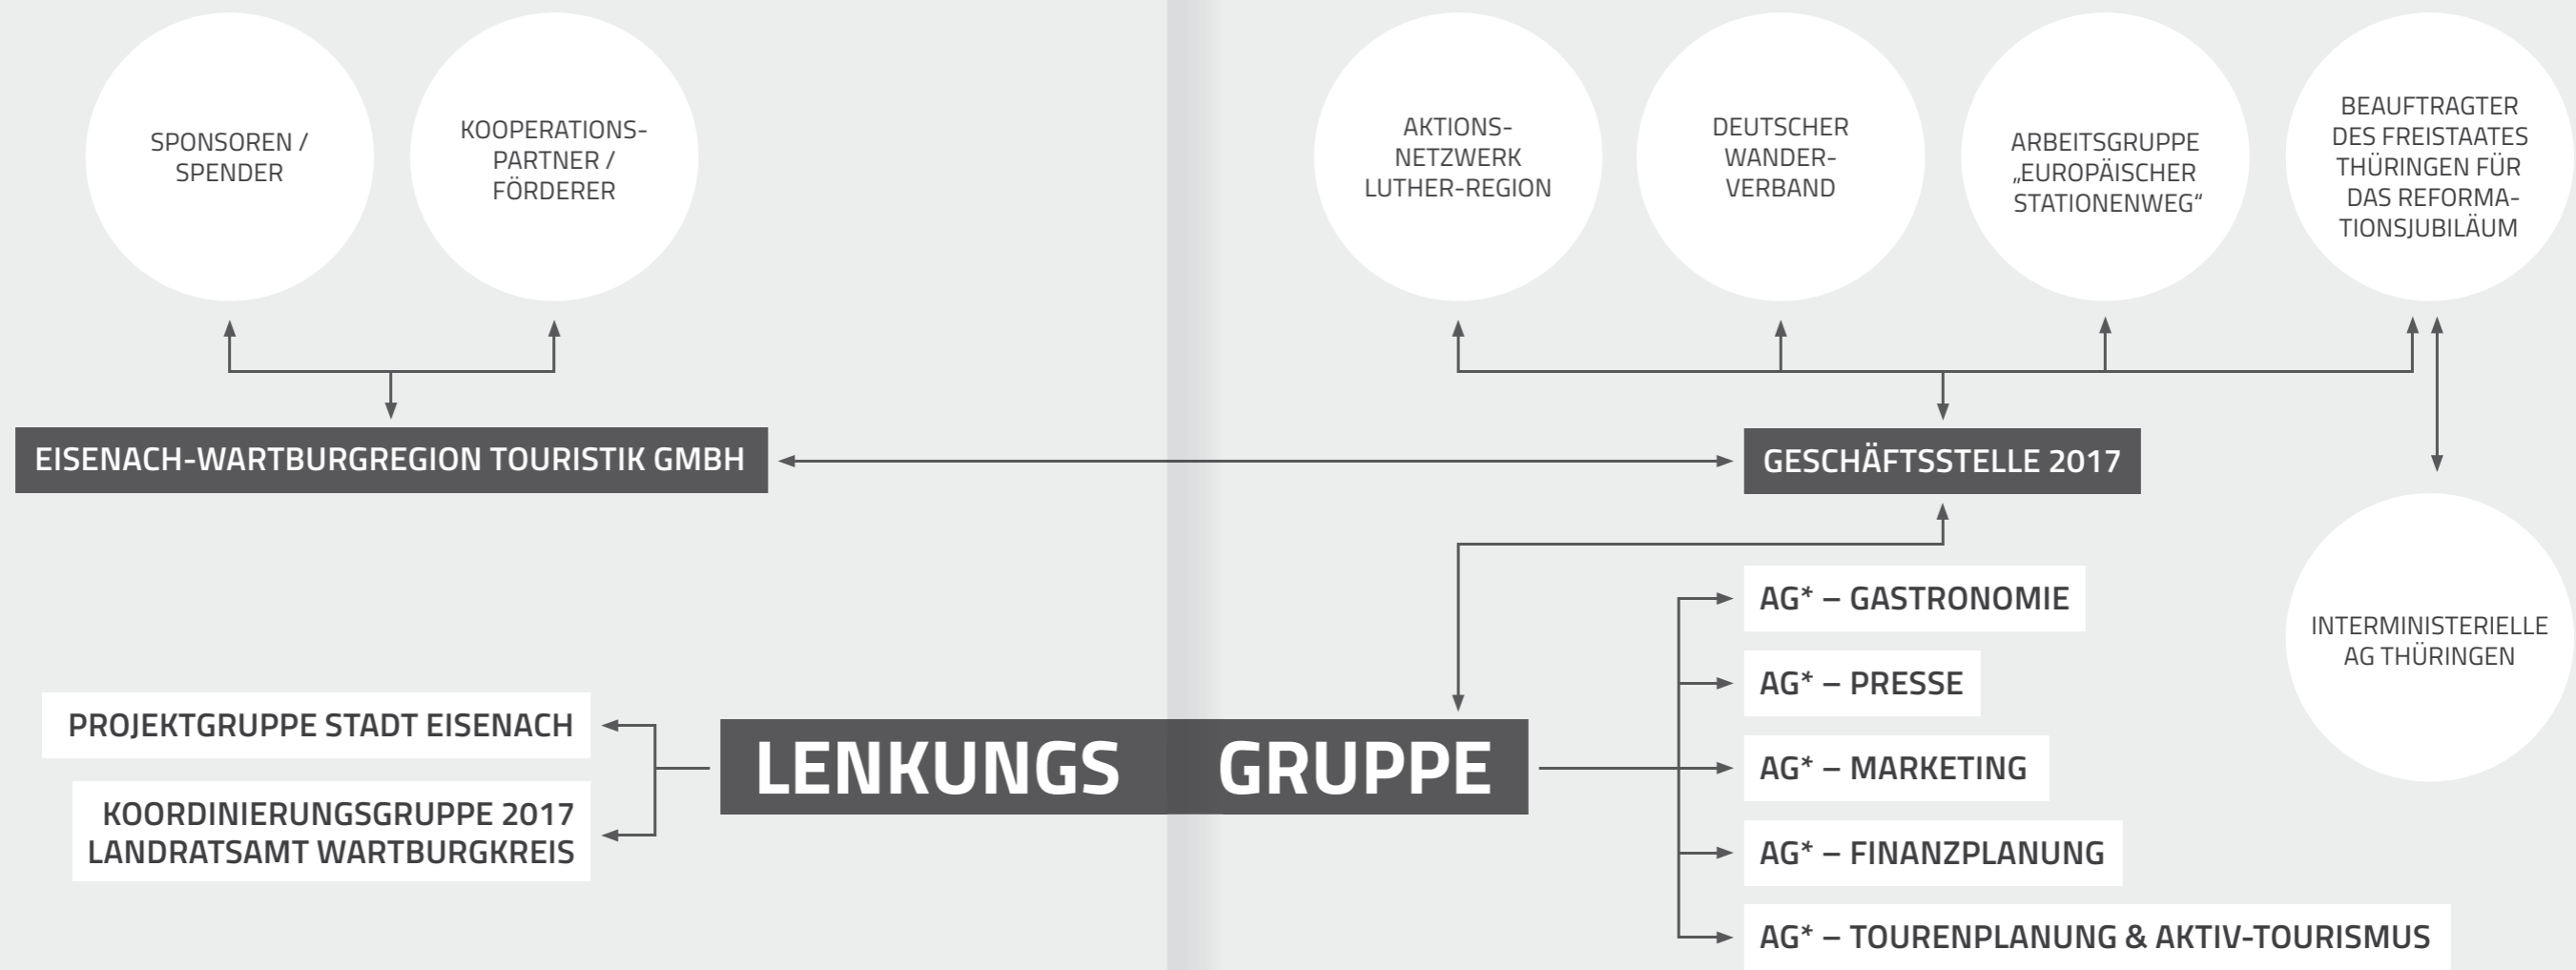 SPONSOREN /
SPENDER
KOOPERATIONS-
PARTNER /
FÖRDERER
AKTIONS-
NETZWERK
LUTHER-REGION
DEUTSCHER
WANDER-
VERBAND
ARBEITSGRUPPE
„EUROPÄISCHER
STATIONENWEG“
BEAUFTRAGTER
DES FREISTAATES
THÜRINGEN FÜR
DAS REFORMA-
TIONSJUBILÄUM
EISENACH-WARTBURGREGION TOURISTIK GMBH
GESCHÄFTSSTELLE 2017
INTERMINISTERIELLE
AG THÜRINGEN
PROJEKTGRUPPE STADT EISENACH
KOORDINIERUNGSGRUPPE 2017
LANDRATSAMT WARTBURGKREIS
LENKUNGS GRUPPE
AG* – GASTRONOMIE
AG* – PRESSE
AG* – MARKETING
AG* – FINANZPLANUNG
AG* – TOURENPLANUNG & AKTIV-TOURISMUS